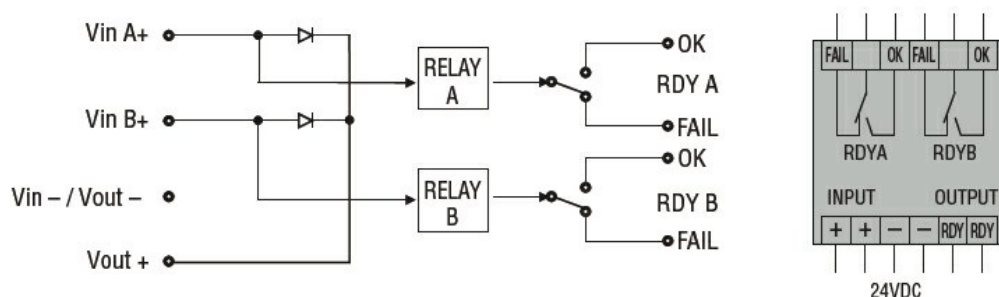 Vin A+
Vin B+
Vin – / Vout –
Vout +
RELAY
A
RELAY
B
OK
RDY A
FAIL
OK
RDY B
FAIL
FAIL OK FAIL OK
RDYA RDYB
INPUT OUTPUT
+ + – – RDY RDY
24VDC